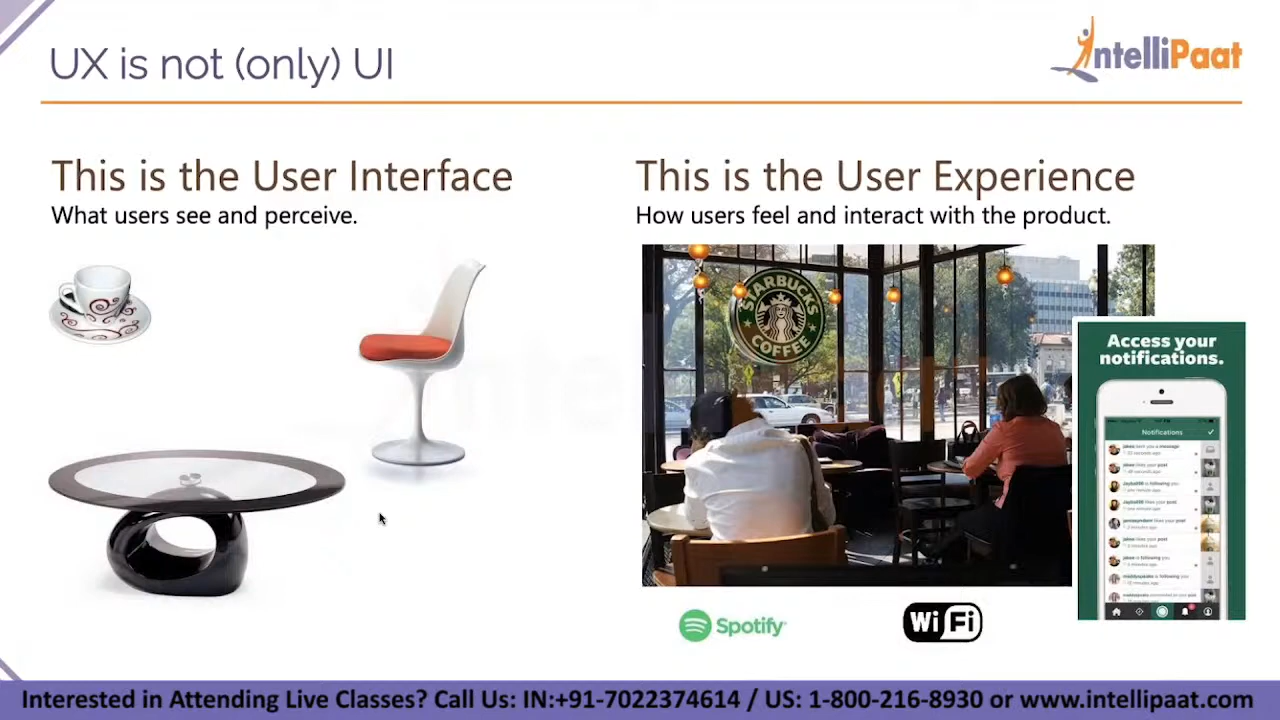 UX is not (only) UI
IntelliPaat
This is the User Interface
What users see and perceive.
This is the User Experience
How users feel and interact with the product.
STARBUCKS
COFFEE
Access your
notifications.
Notifications
Spotify
Wi Fi
Interested in Attending Live Classes? Call Us: IN:+91-7022374614 / US: 1-800-216-8930 or www.intellipaat.com